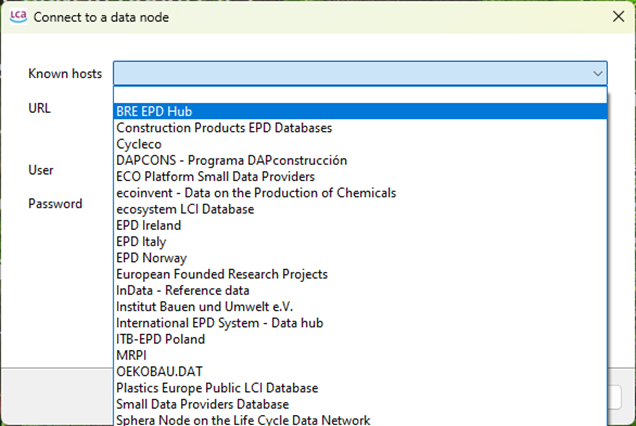 LCA Connect to a data node
Known hosts
URL
User
Password
BRE EPD Hub
Construction Products EPD Databases
Cycleco
DAPCONS - Programa DAPconstrucción
ECO Platform Small Data Providers
ecoinvent - Data on the Production of Chemicals
ecosystem LCI Database
EPD Ireland
EPD Italy
EPD Norway
European Founded Research Projects
InData - Reference data
Institut Bauen und Umwelt e.V.
International EPD System - Data hub
ITB-EPD Poland
MRPI
OEKOBAU.DAT
Plastics Europe Public LCI Database
Small Data Providers Database
Sphera Node on the Life Cycle Data Network